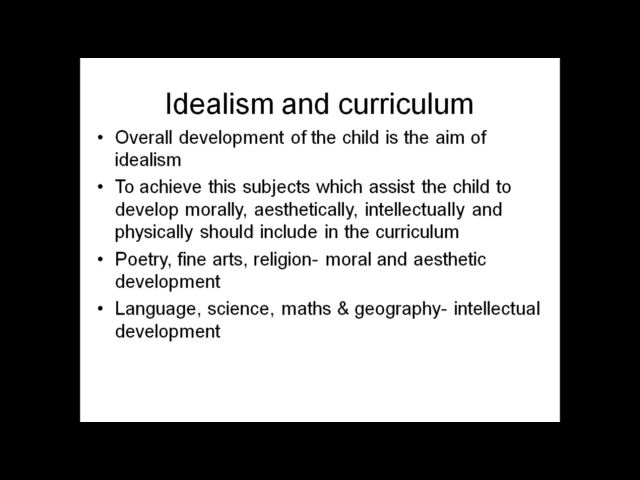 Idealism and curriculum
• Overall development of the child is the aim of
idealism
• To achieve this subjects which assist the child to
develop morally, aesthetically, intellectually and
physically should include in the curriculum
• Poetry, fine arts, religion- moral and aesthetic
development
• Language, science, maths & geography- intellectual
development